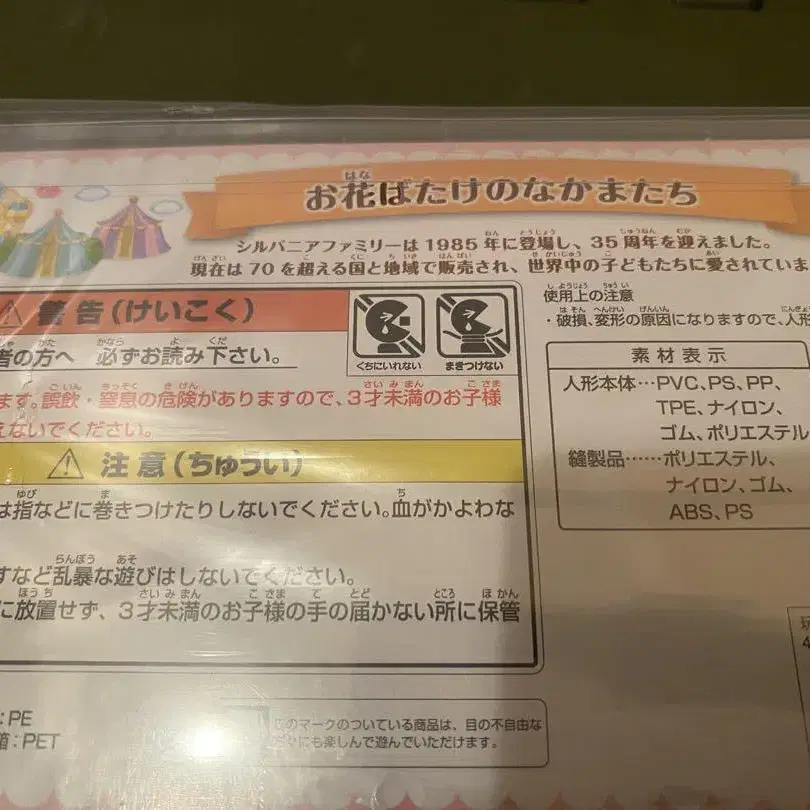 お花ばたけのなかまたち
シルバニアファミリーは1985年に登場し、35周年を迎えました。
現在は70を超える国と地域で販売され、世界中の子どもたちに愛されていま
警告(けいこく)
くちにいれない
まきつけない
者の方へ 必ずお読み下さい。
ます。誤飲・窒息の危険がありますので、3才未満のお子様
えないでください。
注意(ちゅうい)
は指などに巻きつけたりしないでください。血がかよわな
すなど乱暴な遊びはしないでください。
に放置せず、3才未満のお子様の手の届かない所に保管
使用上の注意
・破損、変形の原因になりますので、人形
素材表示
人形本体…PVC、PS、PP、
TPE、ナイロン、
ゴム、ポリエステル
縫製品……ポリエステル、
ナイロン、ゴム、
ABS、PS
:PE
箱:PET
このマークのついている商品は、目の不自由な
にも楽しんで遊んでいただけます。